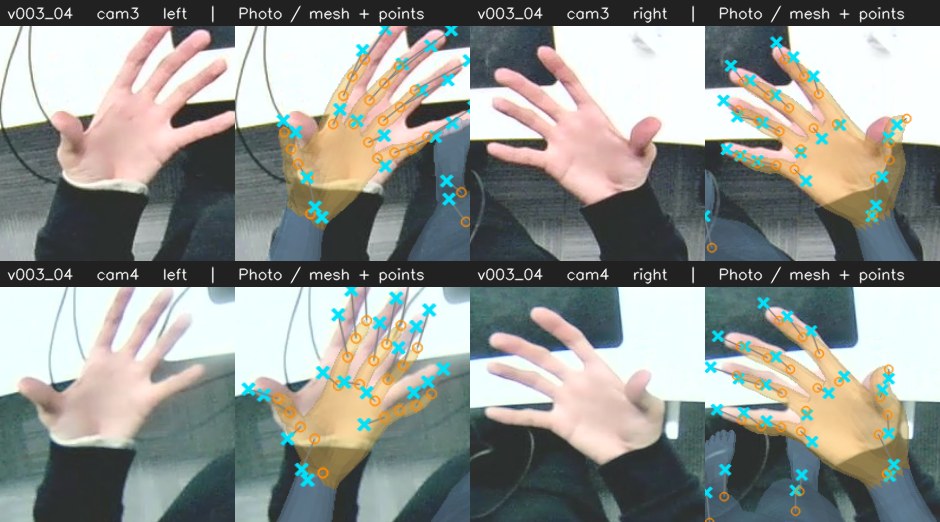 v003_04 cam3 left | Photo / mesh + points
v003_04 cam3 right | Photo / mesh + points
v003_04 cam4 left | Photo / mesh + points
v003_04 cam4 right | Photo / mesh + points